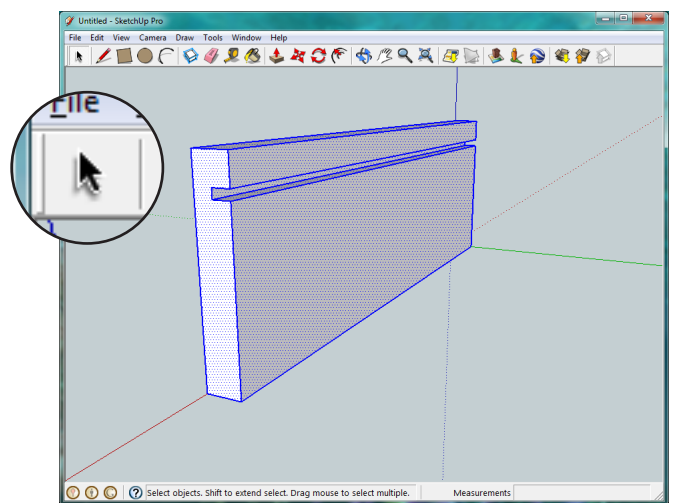 Untitled - SketchUp Pro
File Edit View Camera Draw Tools Window Help
File
Select objects. Shift to extend select. Drag mouse to select multiple.
Measurements